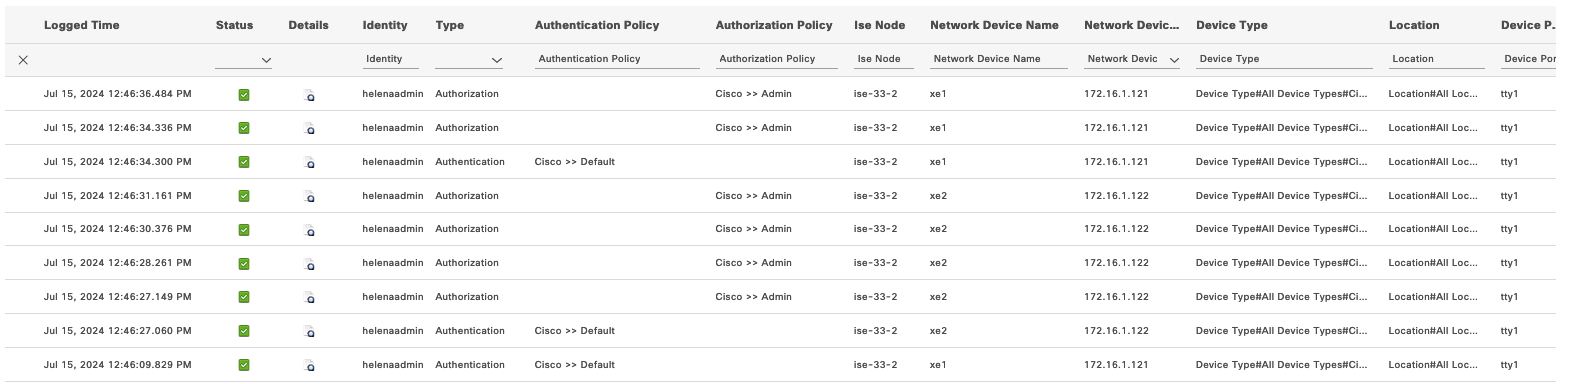 Logged Time Status Details Identity Type Authentication Policy Authorization Policy Ise Node Network Device Name Network Devic... Device Type Location Device P...
Identity Authentication Policy Authorization Policy Ise Node Network Device Name Network Devic Device Type Location Device Por
Jul 15, 2024 12:46:36.484 PM helenaadmin Authorization Cisco >> Admin ise-33-2 xe1 172.16.1.121 Device Type#All Device Types#Ci... Location#All Loc... tty1
Jul 15, 2024 12:46:34.336 PM helenaadmin Authorization Cisco >> Admin ise-33-2 xe1 172.16.1.121 Device Type#All Device Types#Ci... Location#All Loc... tty1
Jul 15, 2024 12:46:34.300 PM helenaadmin Authentication Cisco >> Default ise-33-2 xe1 172.16.1.121 Device Type#All Device Types#Ci... Location#All Loc... tty1
Jul 15, 2024 12:46:31.161 PM helenaadmin Authorization Cisco >> Admin ise-33-2 xe2 172.16.1.122 Device Type#All Device Types#Ci... Location#All Loc... tty1
Jul 15, 2024 12:46:30.376 PM helenaadmin Authorization Cisco >> Admin ise-33-2 xe2 172.16.1.122 Device Type#All Device Types#Ci... Location#All Loc... tty1
Jul 15, 2024 12:46:28.261 PM helenaadmin Authorization Cisco >> Admin ise-33-2 xe2 172.16.1.122 Device Type#All Device Types#Ci... Location#All Loc... tty1
Jul 15, 2024 12:46:27.149 PM helenaadmin Authorization Cisco >> Admin ise-33-2 xe2 172.16.1.122 Device Type#All Device Types#Ci... Location#All Loc... tty1
Jul 15, 2024 12:46:27.060 PM helenaadmin Authentication Cisco >> Default ise-33-2 xe2 172.16.1.122 Device Type#All Device Types#Ci... Location#All Loc... tty1
Jul 15, 2024 12:46:09.829 PM helenaadmin Authentication Cisco >> Default ise-33-2 xe1 172.16.1.121 Device Type#All Device Types#Ci... Location#All Loc... tty1